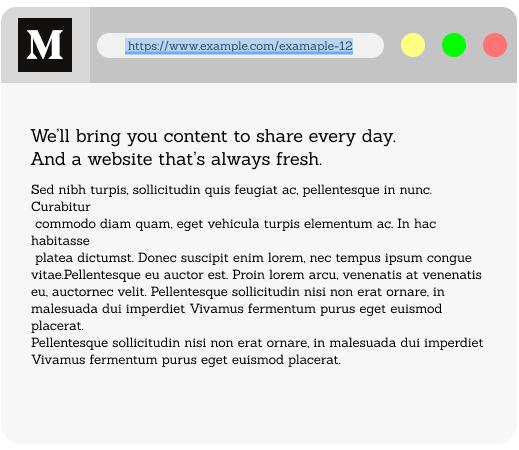 M
https://www.example.com/examaple-12
We'll bring you content to share every day.
And a website that's always fresh.
Sed nibh turpis, sollicitudin quis feugiat ac, pellentesque in nunc.
Curabitur
commodo diam quam, eget vehicula turpis elementum ac. In hac
habitasse
platea dictumst. Donec suscipit enim lorem, nec tempus ipsum congue
vitae.Pellentesque eu auctor est. Proin lorem arcu, venenatis at venenatis
eu, auctornec velit. Pellentesque sollicitudin nisi non erat ornare, in
malesuada dui imperdiet Vivamus fermentum purus eget euismod
placerat.
Pellentesque sollicitudin nisi non erat ornare, in malesuada dui imperdiet
Vivamus fermentum purus eget euismod placerat.